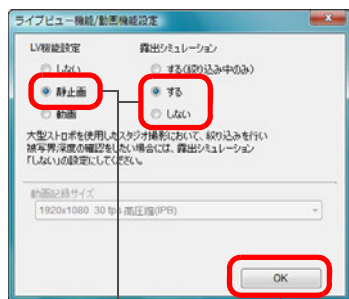 ライブビュー機能/動画機能設定
LV機能設定
露出シミュレーション
しない
する(絞り込み中のみ)
静止画
する
動画
しない
大型ストロボを使用したスタジオ撮影において、絞り込みを行い
被写界深度の確認をしたい場合には、露出シミュレーション
「しない」の設定にしてください。
動画記録サイズ
1920x1080 30 fps 高圧縮(IPB)
OK